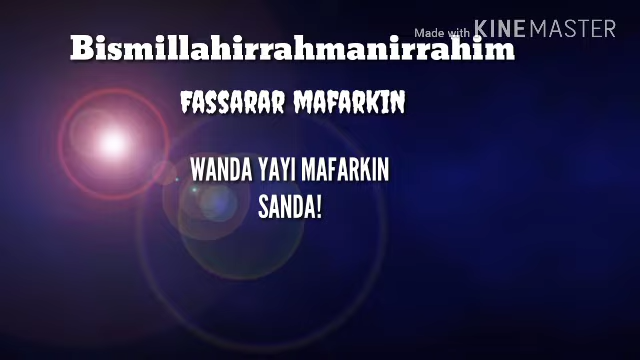 Made with KINEMASTER
Bismillahirrahmanirrahim
FASSARAR MAFARKIN
WANDA YAYI MAFARKIN
SANDA!